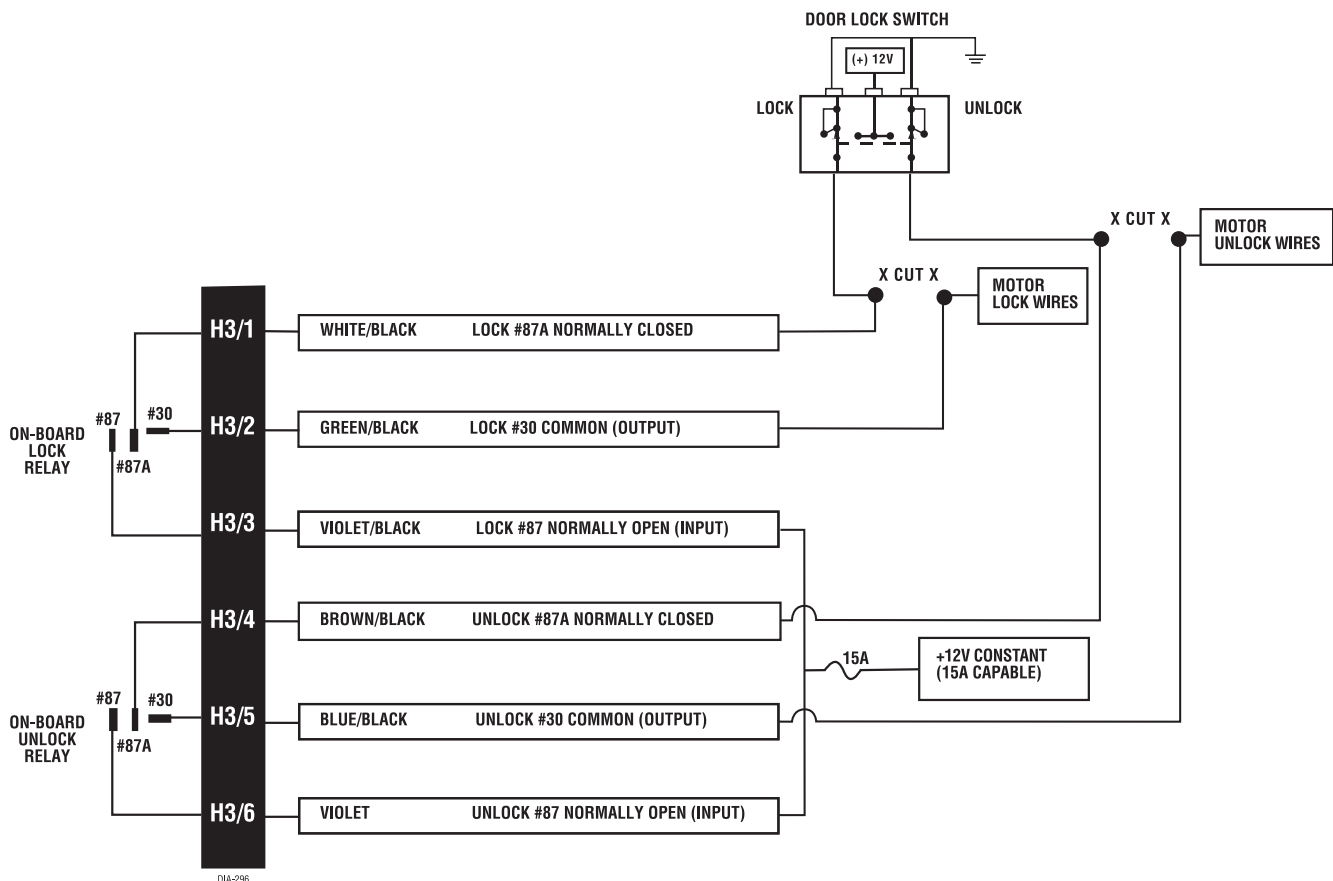 DOOR LOCK SWITCH
(+) 12V
LOCK
UNLOCK
X CUT X
MOTOR
UNLOCK WIRES
X CUT X
MOTOR
LOCK WIRES
H3/1
WHITE/BLACK LOCK #87A NORMALLY CLOSED
#87
#30
#87A
ON-BOARD
LOCK
RELAY
H3/2
GREEN/BLACK LOCK #30 COMMON (OUTPUT)
H3/3
VIOLET/BLACK LOCK #87 NORMALLY OPEN (INPUT)
H3/4
BROWN/BLACK UNLOCK #87A NORMALLY CLOSED
15A
+12V CONSTANT
(15A CAPABLE)
#87
#30
#87A
ON-BOARD
UNLOCK
RELAY
H3/5
BLUE/BLACK UNLOCK #30 COMMON (OUTPUT)
H3/6
VIOLET UNLOCK #87 NORMALLY OPEN (INPUT)
DIA-296